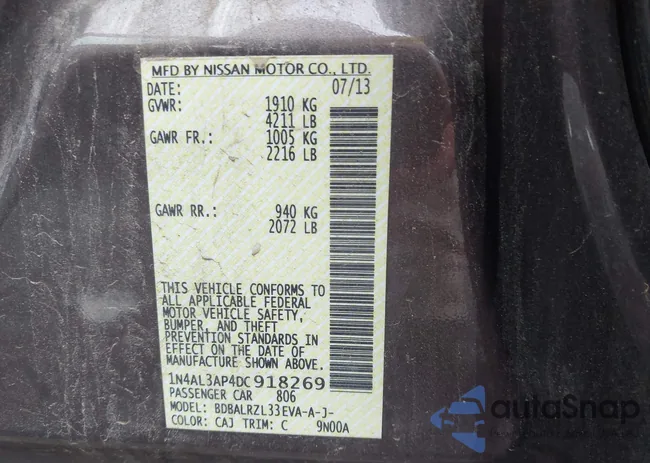 MFD BY NISSAN MOTOR CO., LTD.
DATE: 07/13
GVWR: 1910 KG
4211 LB
GAWR FR.: 1005 KG
2216 LB
GAWR RR.: 940 KG
2072 LB
THIS VEHICLE CONFORMS TO
ALL APPLICABLE FEDERAL
MOTOR VEHICLE SAFETY,
BUMPER, AND THEFT
PREVENTION STANDARDS IN
EFFECT ON THE DATE OF
MANUFACTURE SHOWN ABOVE.
1N4AL3AP4DC918269
PASSENGER CAR 806
MODEL: BDBALRZL33EVA-A-J-
COLOR: CAJ TRIM: C 9N00A
autoSnap